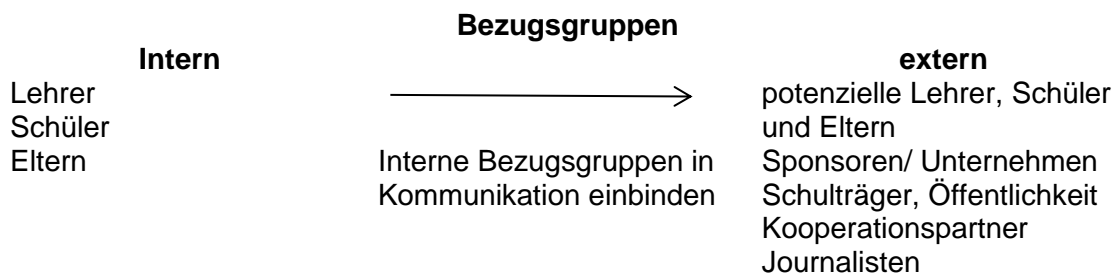 Bezugsgruppen
Intern
extern
Lehrer
Schüler
Eltern
Interne Bezugsgruppen in
Kommunikation einbinden
potenzielle Lehrer, Schüler
und Eltern
Sponsoren/ Unternehmen
Schulträger, Öffentlichkeit
Kooperationspartner
Journalisten